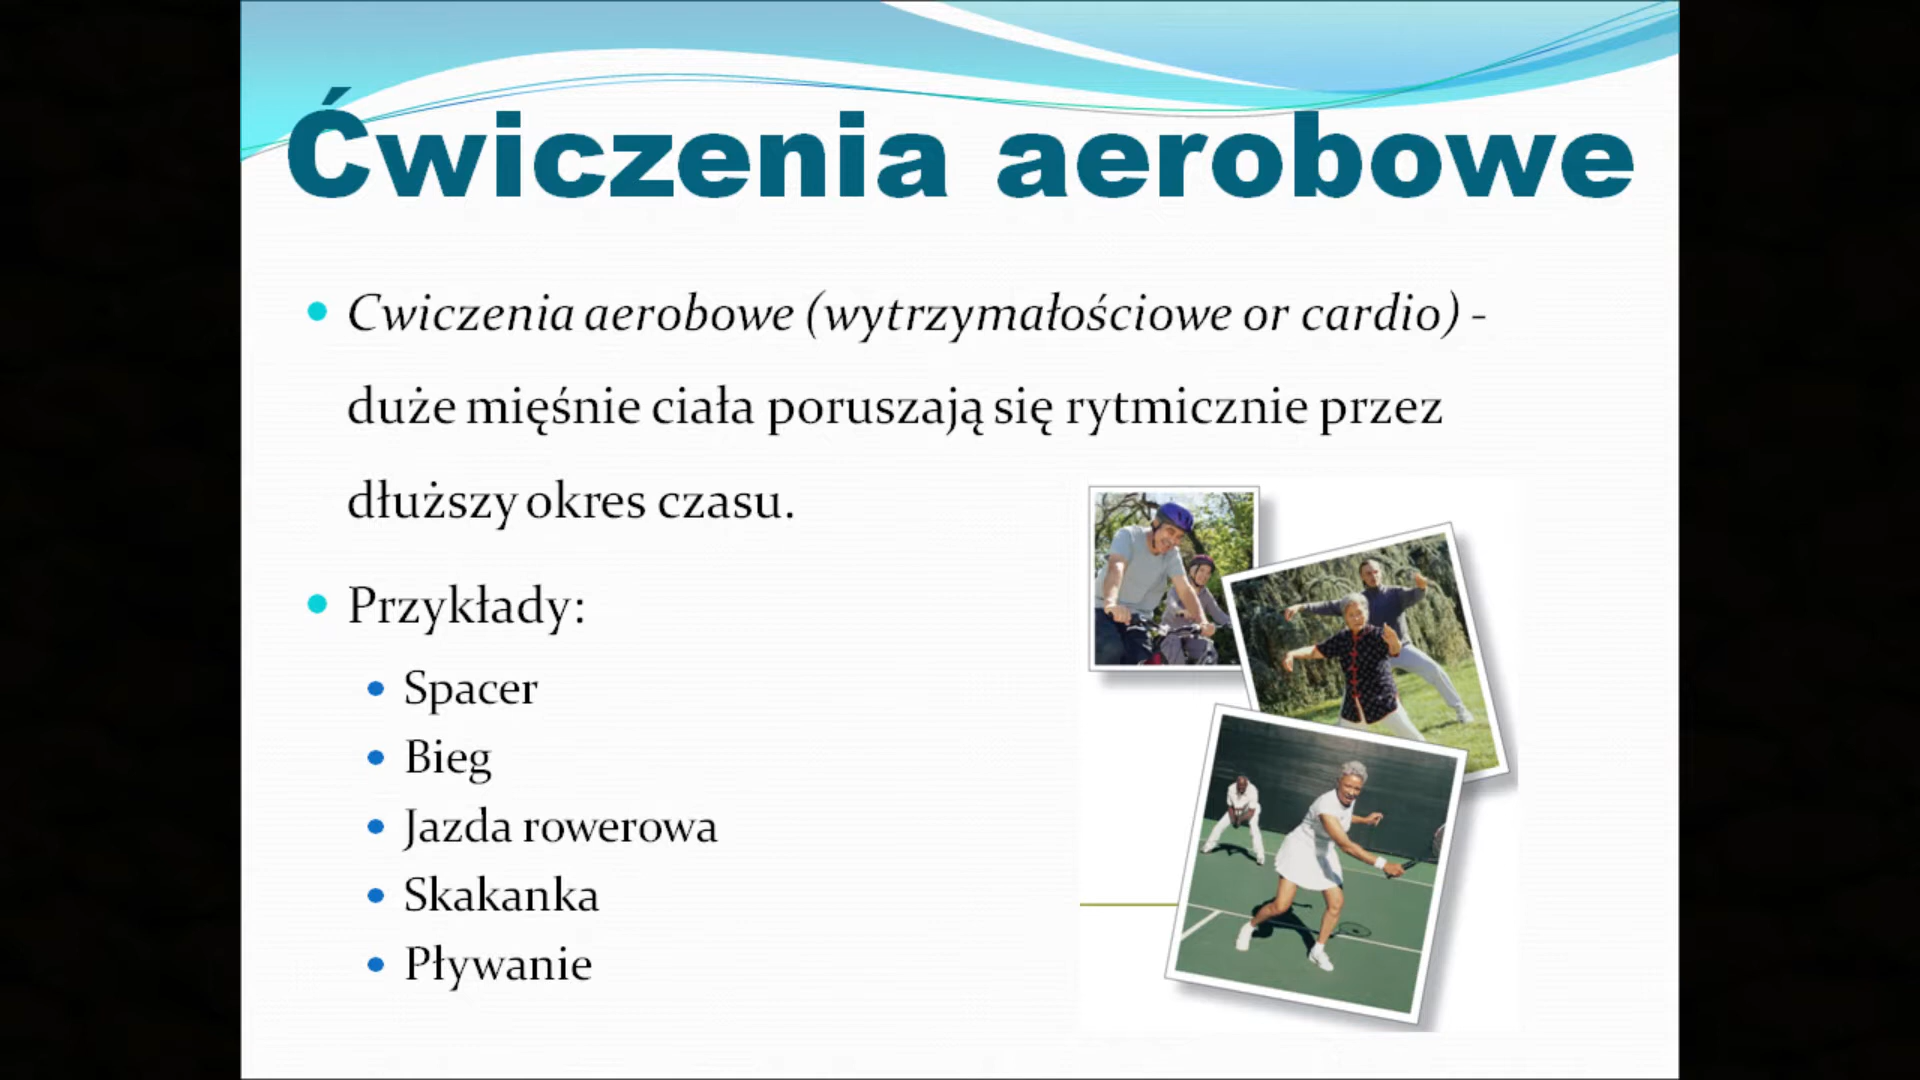 Ćwiczenia aerobowe
Cwiczenia aerobowe (wytrzymałościowe or cardio) -
duże mięśnie ciała poruszają się rytmicznie przez
dłuższy okres czasu.
Przykłady:
Spacer
Bieg
Jazda rowerowa
Skakanka
Pływanie